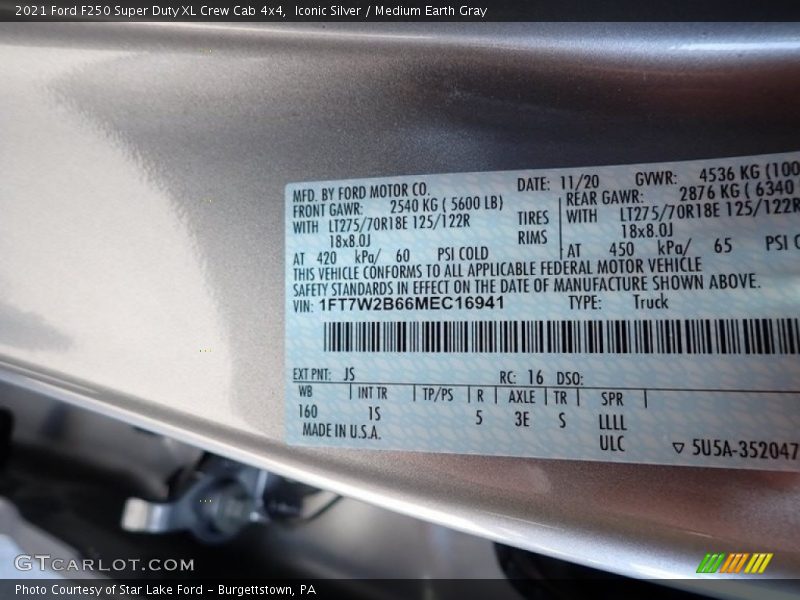 2021 Ford F250 Super Duty XL Crew Cab 4x4, Iconic Silver / Medium Earth Gray
MFD. BY FORD MOTOR CO. DATE: 11/20 GVWR: 4536 KG (100
FRONT GAWR: 2540 KG ( 5600 LB) REAR GAWR: 2876 KG ( 6340
WITH LT275/70R18E 125/122R TIRES WITH LT275/70R18E 125/122R
18x8.0J RIMS 18x8.0J
AT 420 kPa/ 60 PSI COLD AT 450 kPa/ 65 PSI C
THIS VEHICLE CONFORMS TO ALL APPLICABLE FEDERAL MOTOR VEHICLE
SAFETY STANDARDS IN EFFECT ON THE DATE OF MANUFACTURE SHOWN ABOVE.
VIN: 1FT7W2B66MEC16941 TYPE: Truck
EXT PNT: JS RC: 16 DSO:
WB INT TR TP/PS R AXLE TR SPR
160 1S 5 3E S LLLL
MADE IN U.S.A. ULC 5U5A-352047
GTCARLOT.COM
Photo Courtesy of Star Lake Ford - Burgettstown, PA